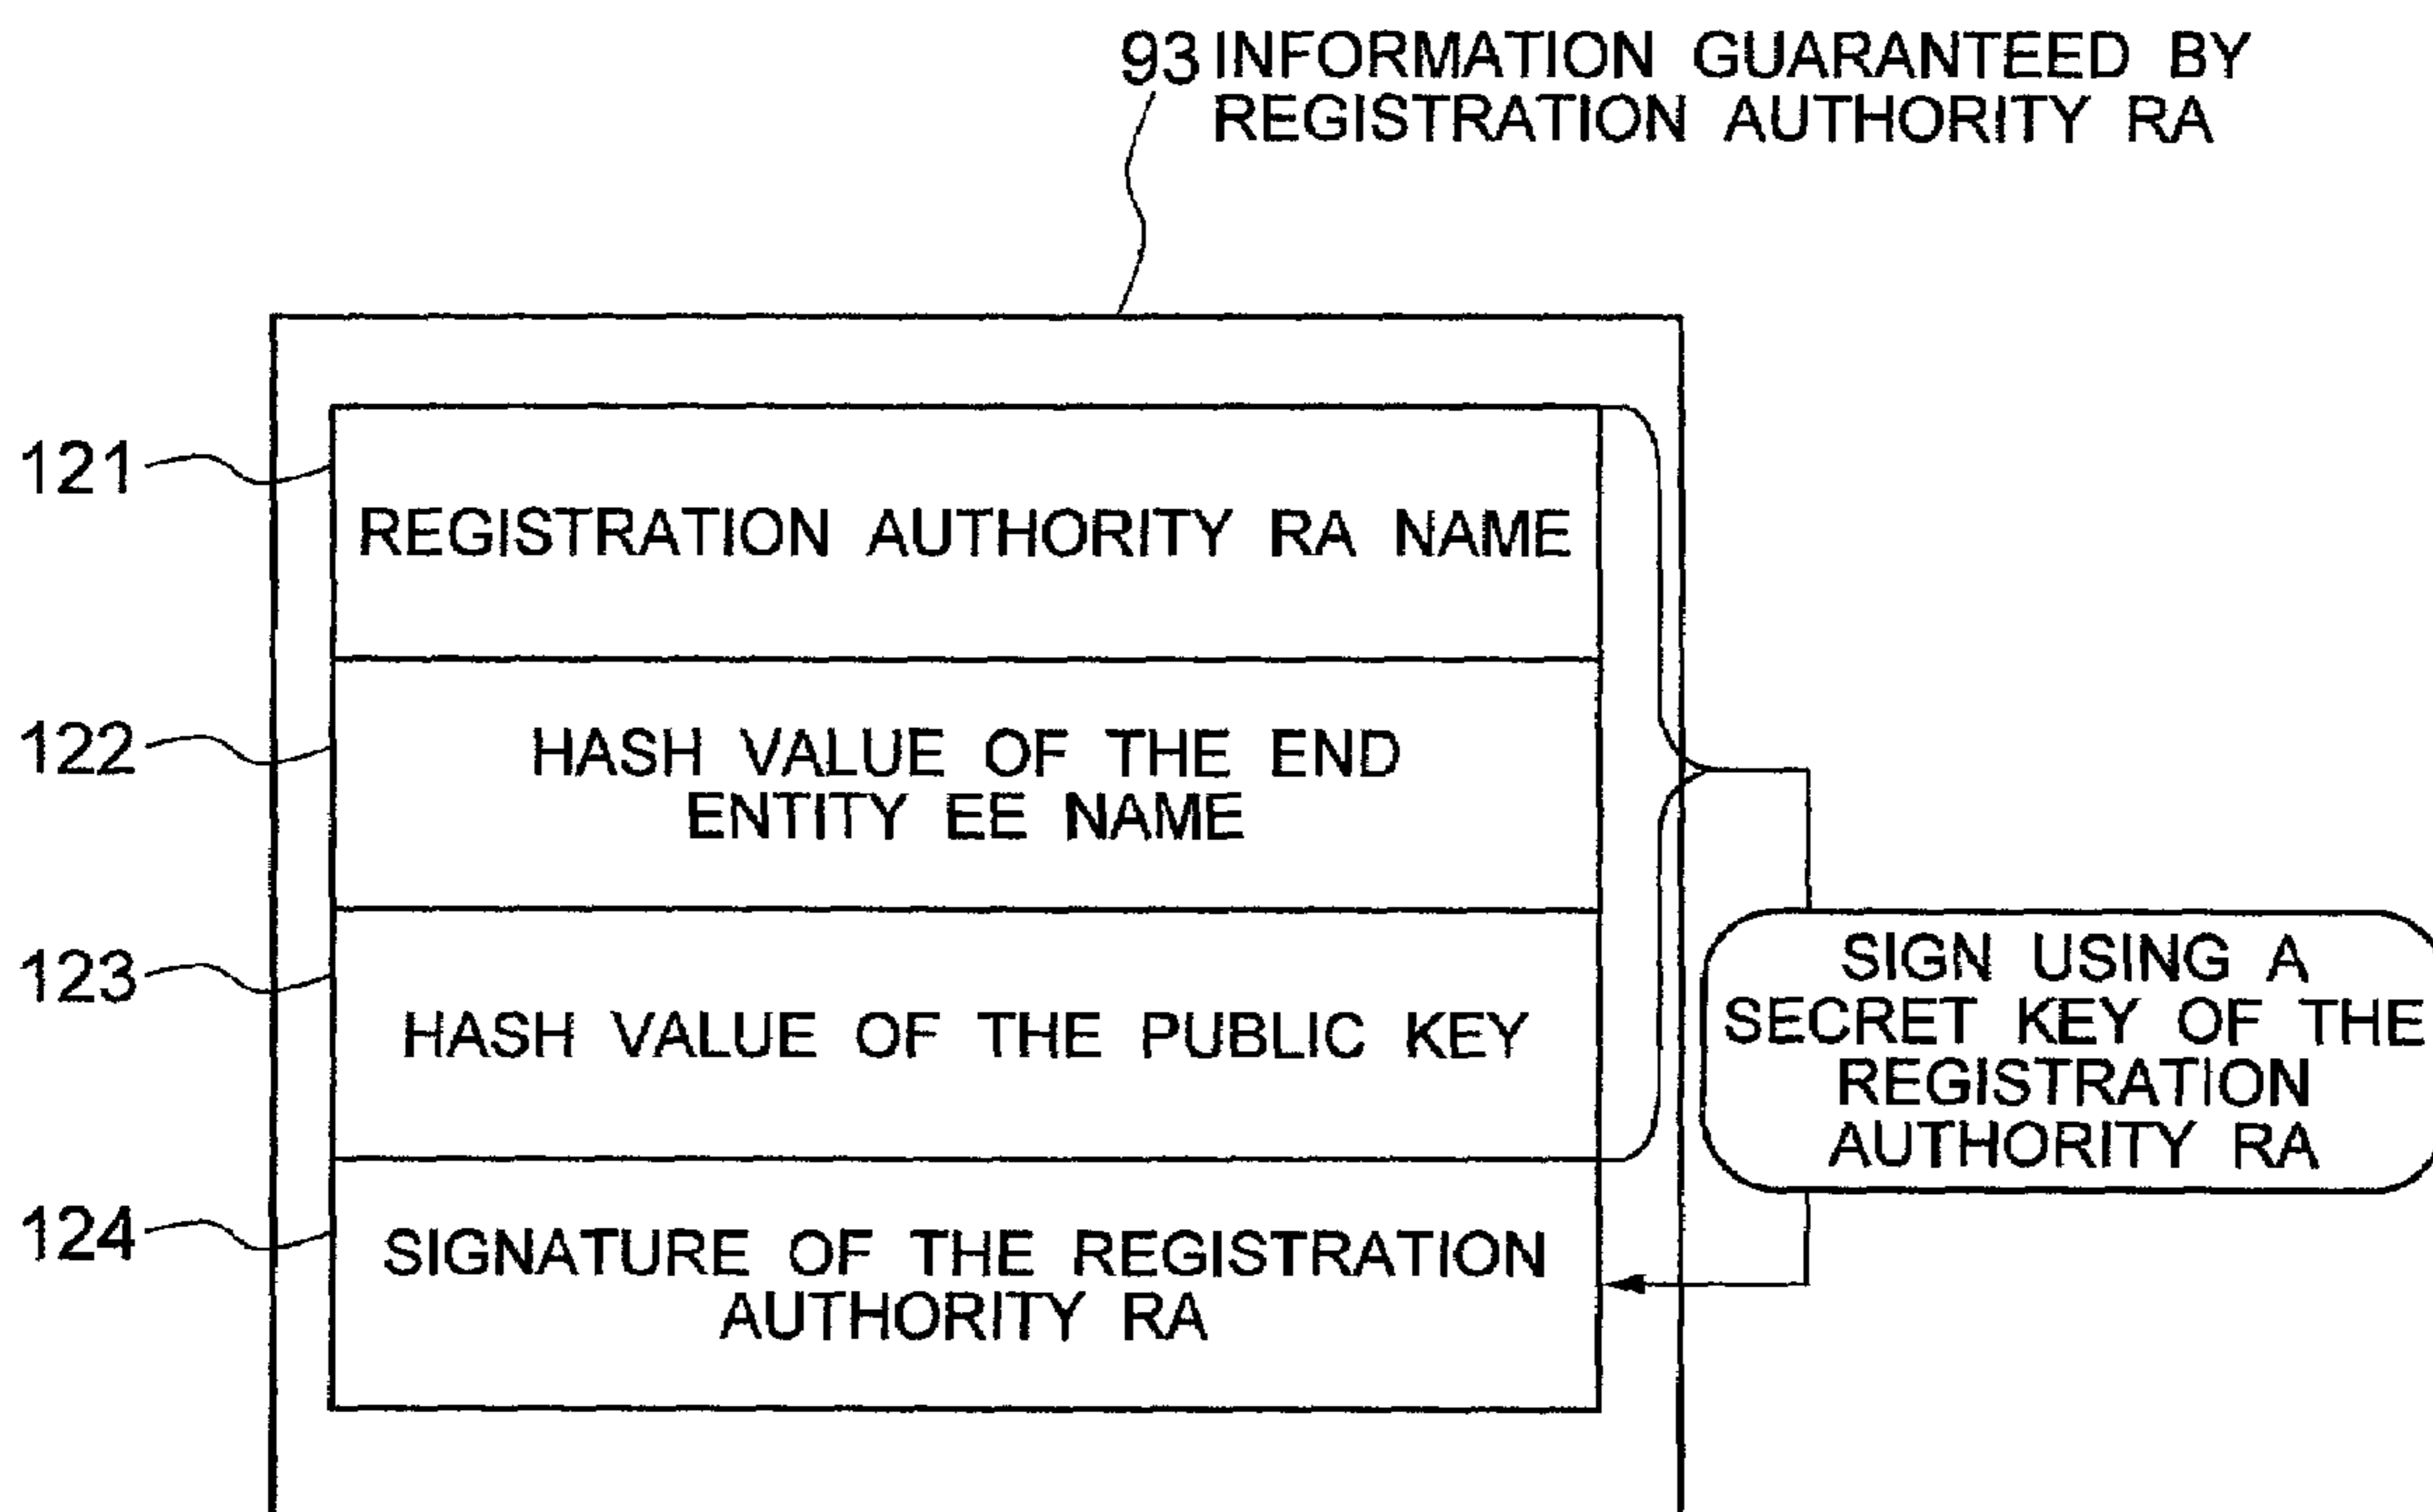 93 INFORMATION GUARANTEED BY
REGISTRATION AUTHORITY RA
121
REGISTRATION AUTHORITY RA NAME
122
HASH VALUE OF THE END
ENTITY EE NAME
123
HASH VALUE OF THE PUBLIC KEY
SIGN USING A
SECRET KEY OF THE
REGISTRATION
AUTHORITY RA
124
SIGNATURE OF THE REGISTRATION
AUTHORITY RA